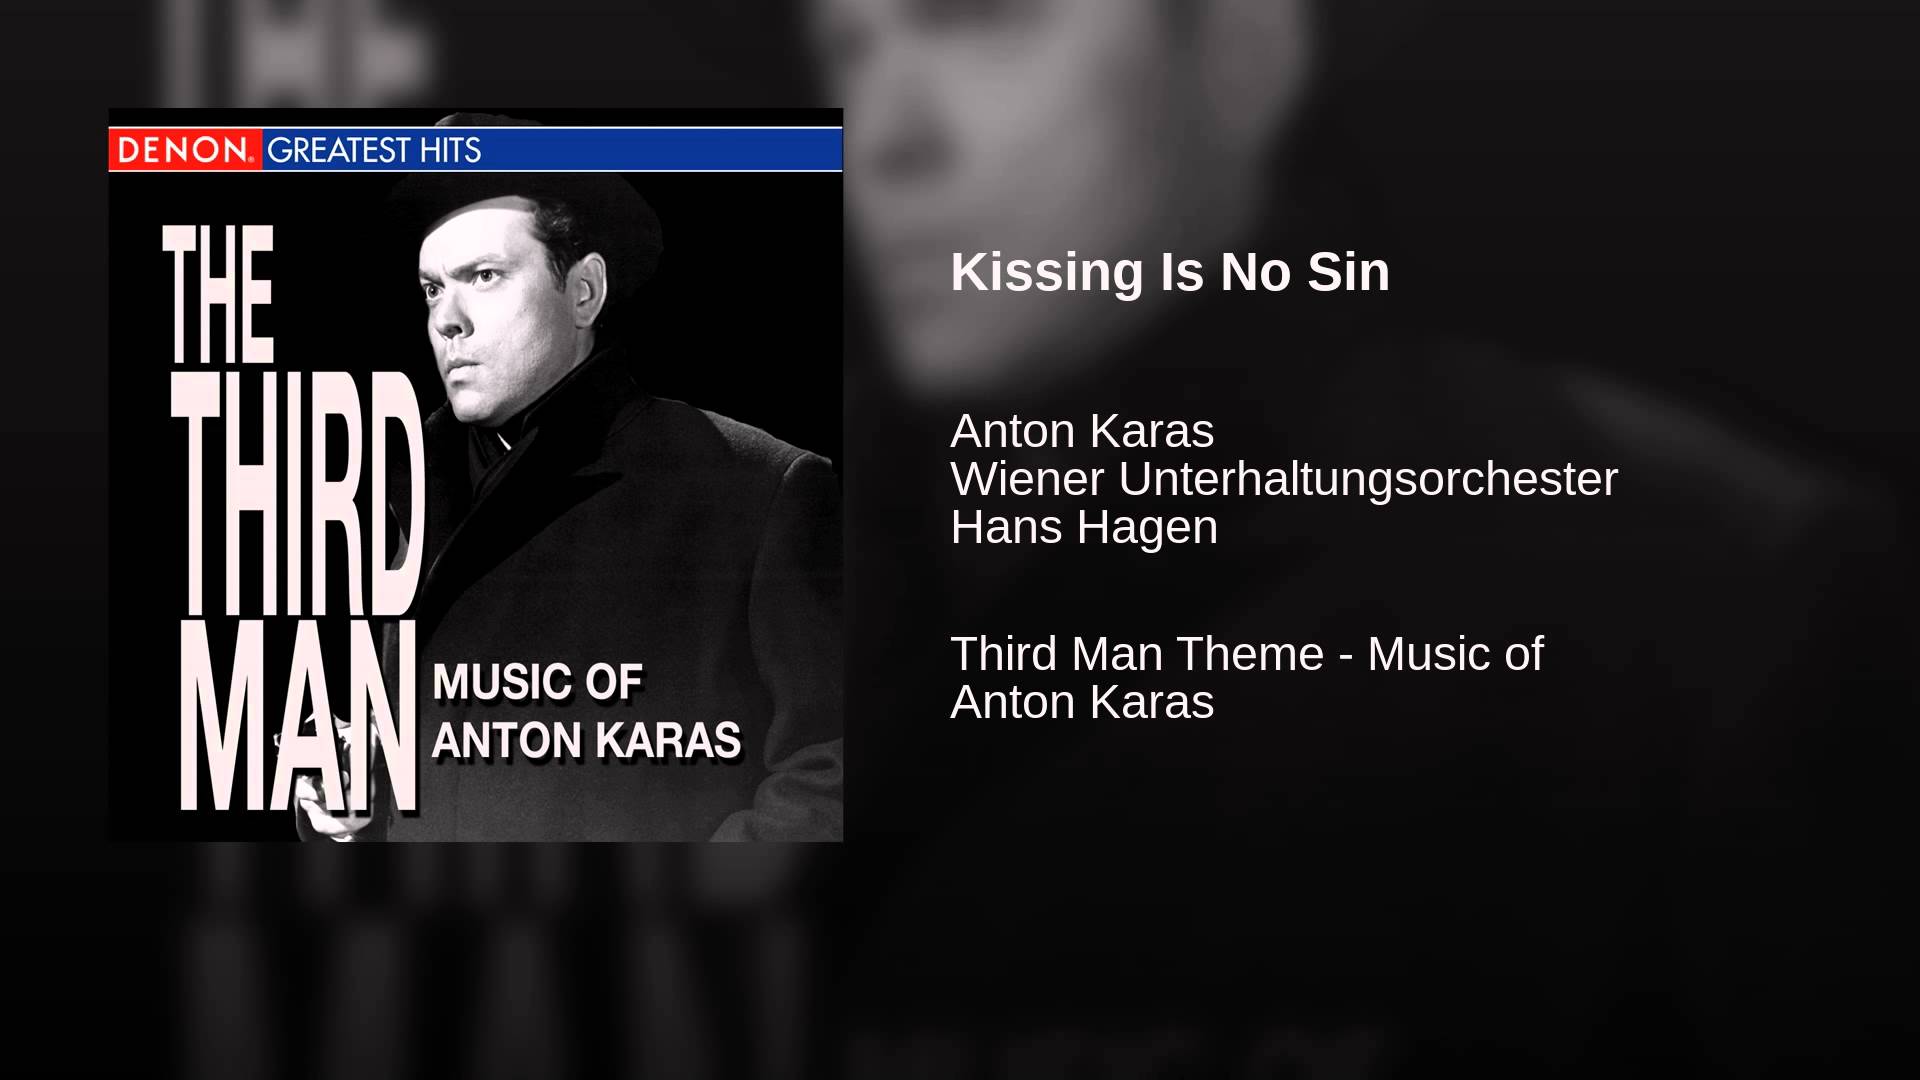 DENON GREATEST HITS
THE
THIRD
MAN
MUSIC OF
ANTON KARAS
Kissing Is No Sin
Anton Karas
Wiener Unterhaltungsorchester
Hans Hagen
Third Man Theme - Music of
Anton Karas